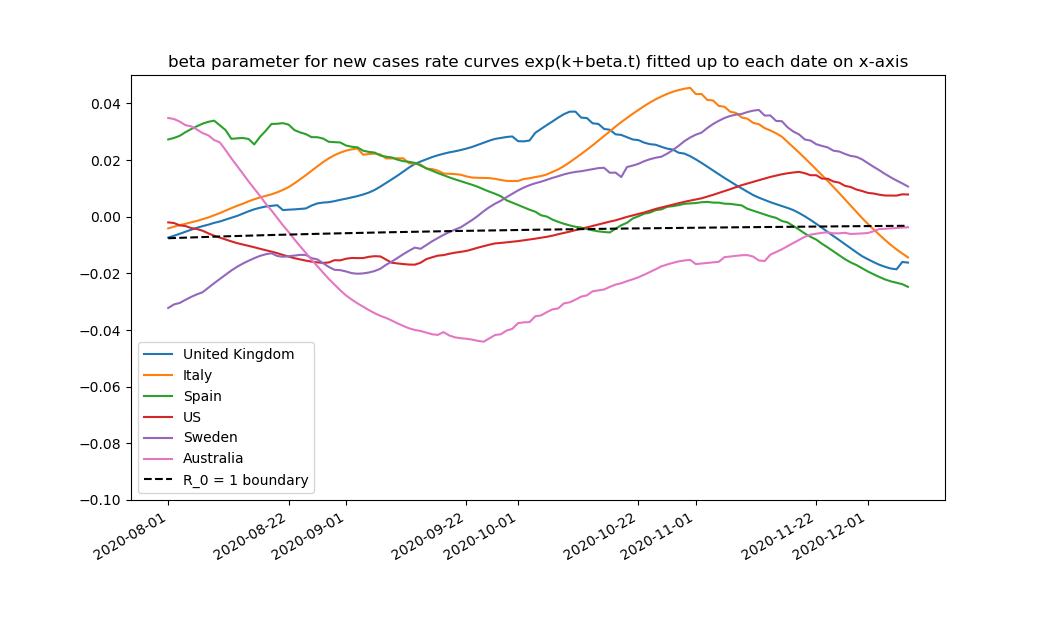 beta parameter for new cases rate curves exp(k+beta.t) fitted up to each date on x-axis
0.04
0.02
0.00
−0.02
−0.04
−0.06
−0.08
−0.10
United Kingdom
Italy
Spain
US
Sweden
Australia
R_0 = 1 boundary
2020-08-01
2020-08-22
2020-09-01
2020-09-22
2020-10-01
2020-10-22
2020-11-01
2020-11-22
2020-12-01